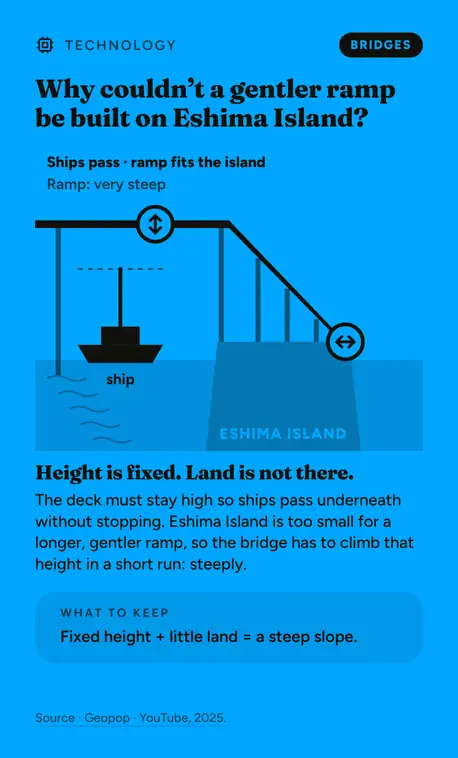 TECHNOLOGY
BRIDGES
Why couldn’t a gentler ramp
be built on Eshima Island?
Ships pass · ramp fits the island
Ramp: very steep
ship
ESHIMA ISLAND
Height is fixed. Land is not there.
The deck must stay high so ships pass underneath
without stopping. Eshima Island is too small for a
longer, gentler ramp, so the bridge has to climb that
height in a short run: steeply.
WHAT TO KEEP
Fixed height + little land = a steep slope.
Source · Geopop · YouTube, 2025.